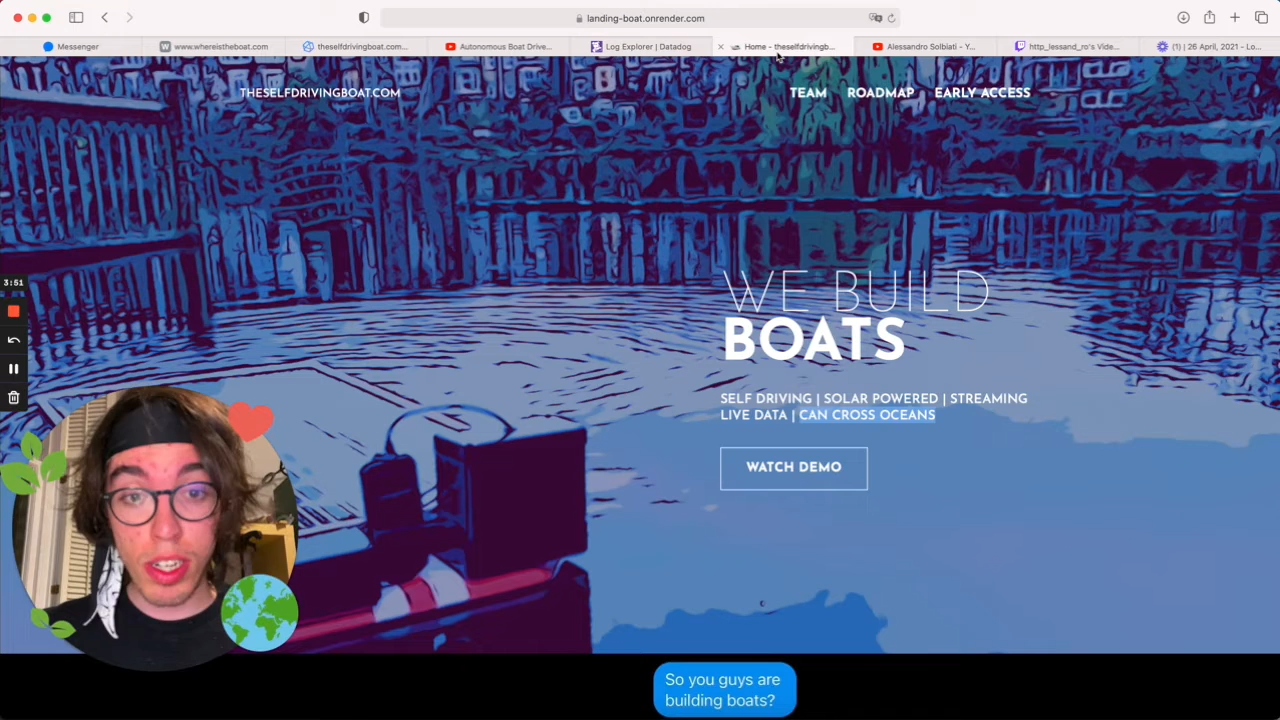 landing-boat.onrender.com
Messenger
www.whereistheboat.com
theselfdrivingboat.com...
Autonomous Boat Drive...
Log Explorer | Datadog
Home - theselfdrivingb...
Alessandro Solbiati - Y...
http_lessand_ro's Vide...
(1) | 26 April, 2021 - Lo...
THESELFDRIVINGBOAT.COM
TEAM
ROADMAP
EARLY ACCESS
3:51
WE BUILD
BOATS
SELF DRIVING | SOLAR POWERED | STREAMING
LIVE DATA | CAN CROSS OCEANS
WATCH DEMO
So you guys are
building boats?